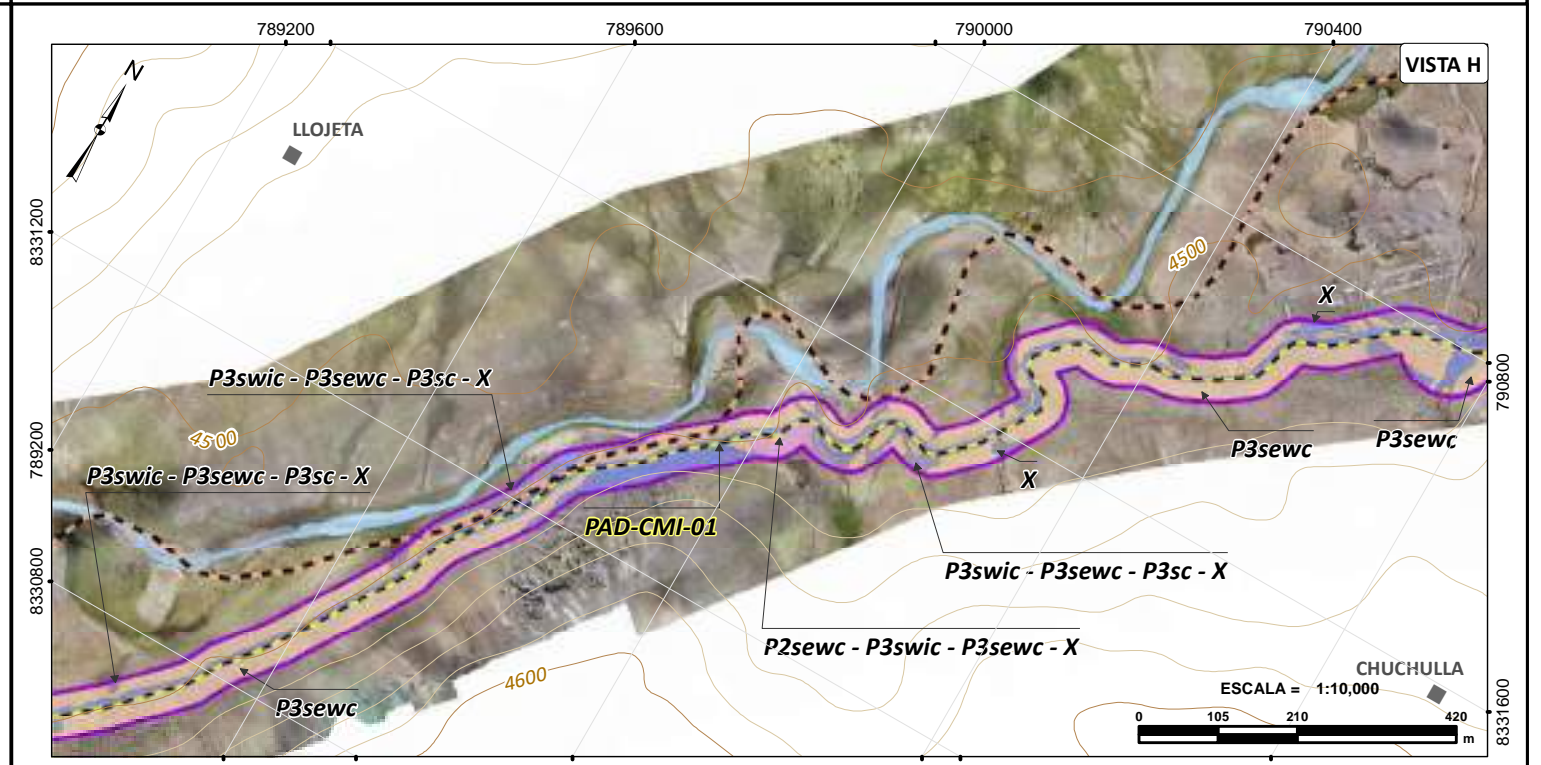 789200 789600 790000 790400
VISTA H
N
LLOJETA
8331200
4500
X
P3swic - P3sewc - P3sc - X
790800
4500
P3sewc
P3sewc
789200
P3swic - P3sewc - P3sc - X
X
PAD-CMI-01
P3swic - P3sewc - P3sc - X
8330800
P2sewc - P3swic - P3sewc - X
4600
CHUCHULLA
P3sewc
ESCALA = 1:10,000
8331600
0 105 210 420
m